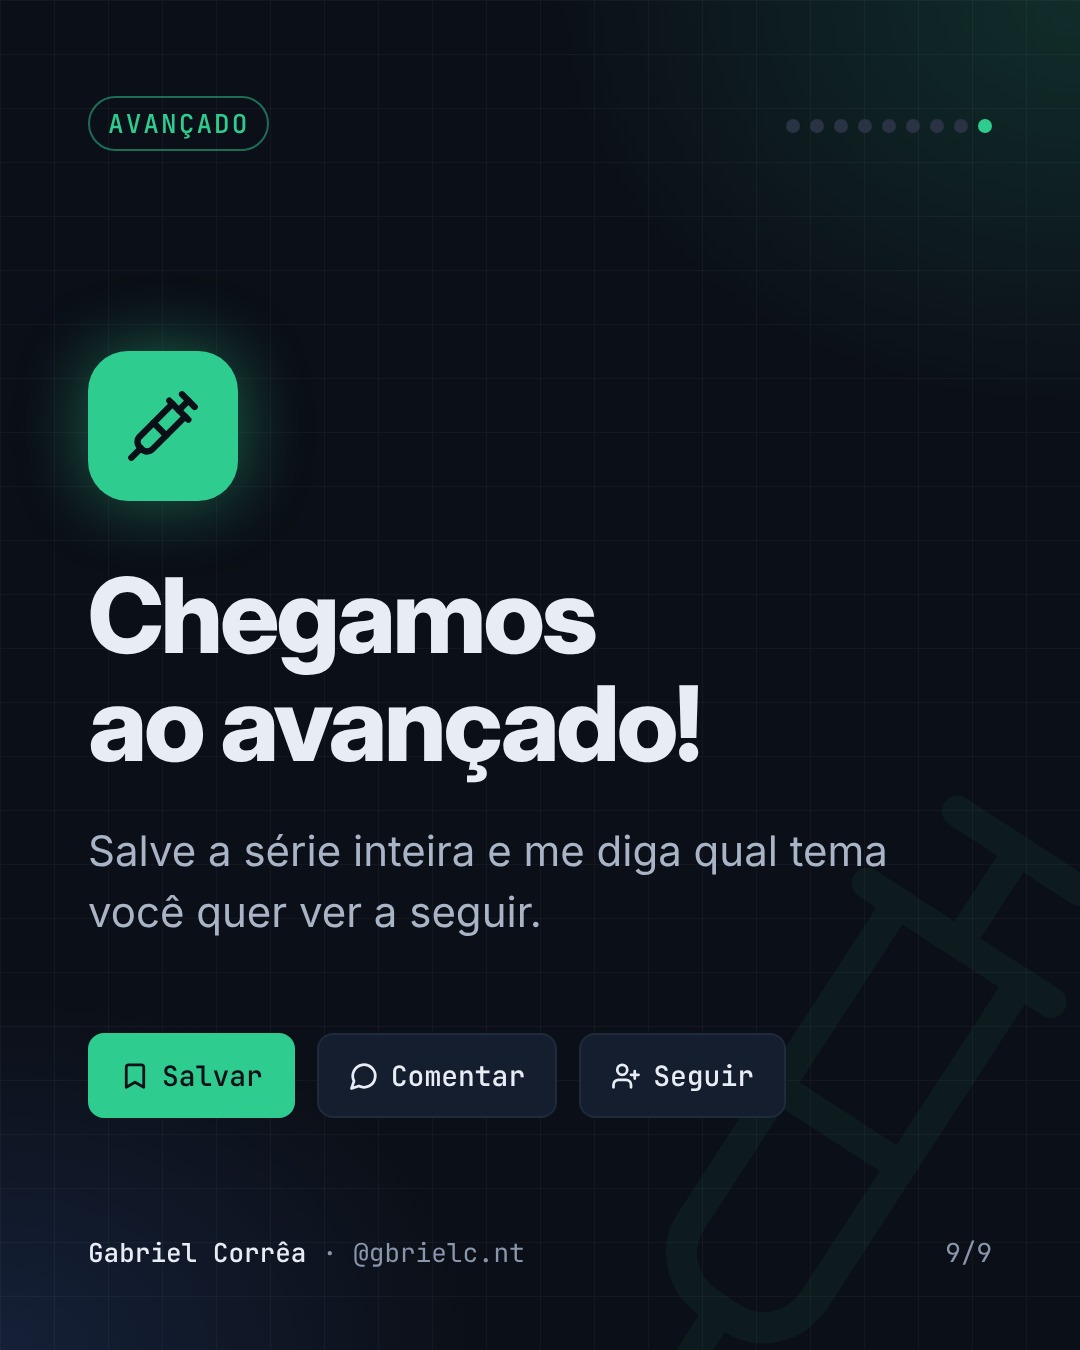 AVANÇADO
Chegamos
ao avançado!
Salve a série inteira e me diga qual tema
você quer ver a seguir.
Salvar
Comentar
Seguir
Gabriel Corrêa · @gbrielc.nt
9/9